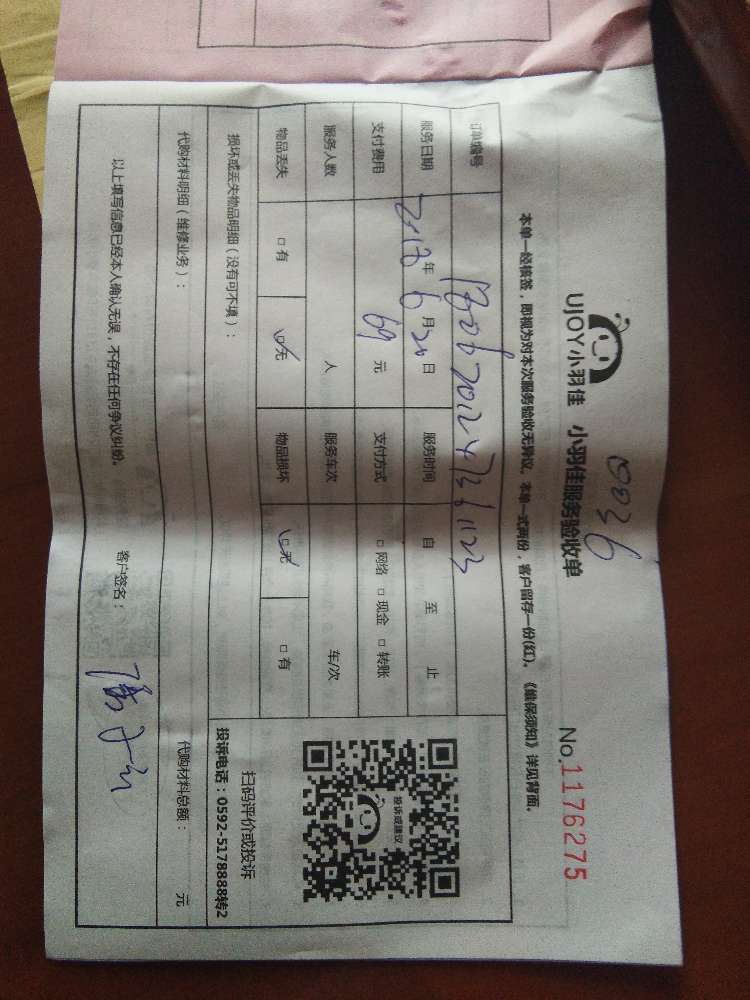 0036
UJOY小羽佳 小羽佳服务验收单
No.1176275
本单一经核签，即视为对本次服务验收无异议。本单一式两份，客户留存一份(红)。《维保须知》详见背面。
订单编号
服务日期 年 6 月 20 日 服务时间 自 至 止
支付费用 69 元 支付方式 □ 网络 □ 现金 □ 转账
服务人数 人 服务车次 车/次
物品丢失 □ 有 ☑ 无 物品损坏 ☑ 无 □ 有
投诉或建议
扫码评价或投诉
投诉电话：0592-5178888转2
损坏或丢失物品明细（没有可不填）：
代购材料明细（维修业务）： 代购材料总额： 元
以上填写信息已经本人确认无误，不存在任何争议纠纷。 客户签名：